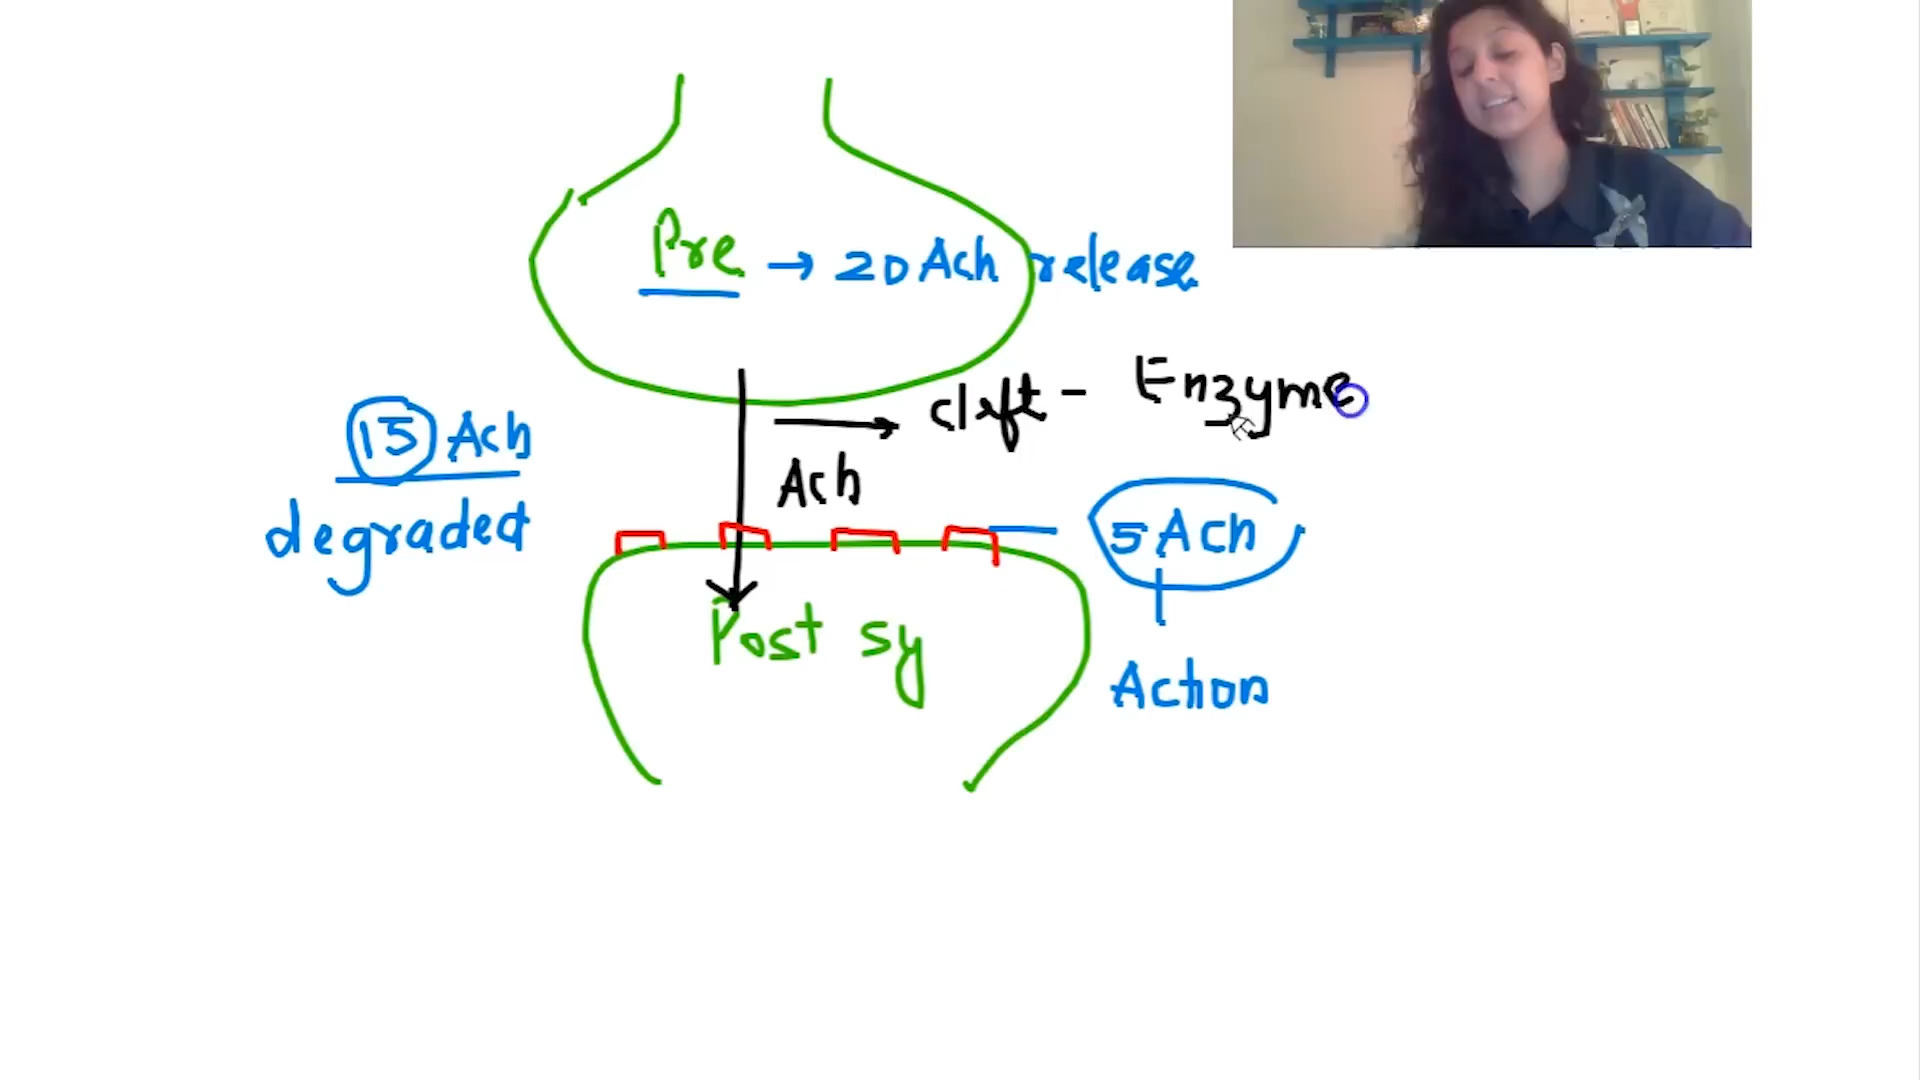 Pre → 20 Ach release
cleft - Enzyme
15 Ach
degraded
Ach
5 Ach
Post sy
Action